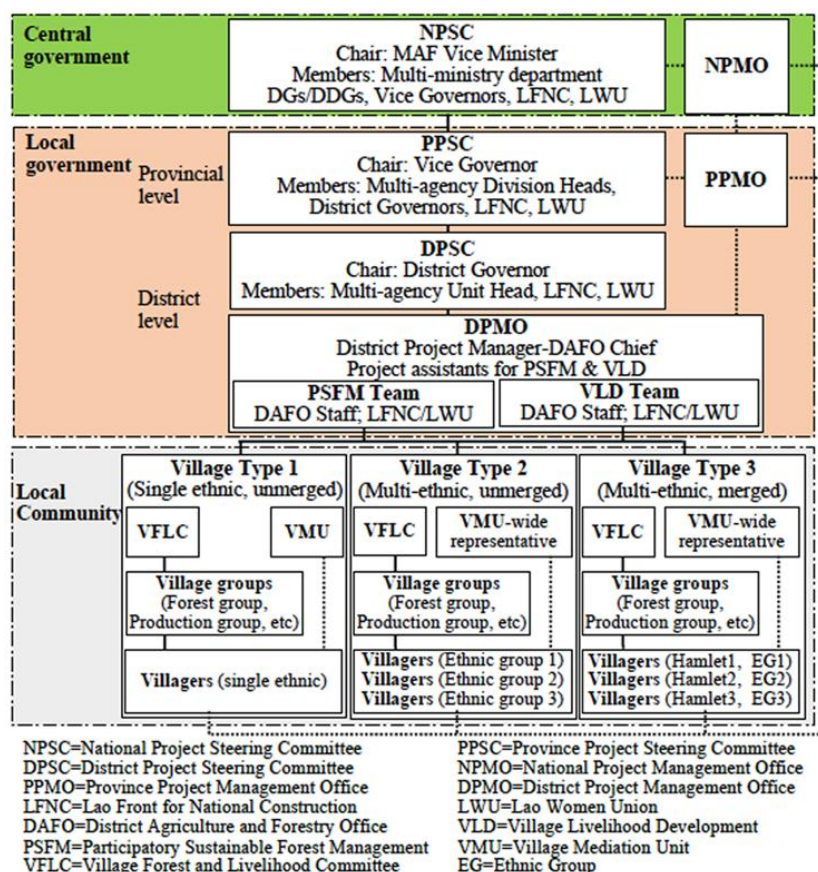 Central
government
NPSC
Chair: MAF Vice Minister
Members: Multi-ministry department
DGs/DDGs, Vice Governors, LFNC, LWU
NPMO
Local
government
Provincial
level
PPSC
Chair: Vice Governor
Members: Multi-agency Division Heads,
District Governors, LFNC, LWU
PPMO
District
level
DPSC
Chair: District Governor
Members: Multi-agency Unit Head, LFNC, LWU
DPMO
District Project Manager-DAFO Chief
Project assistants for PSFM & VLD
PSFM Team
DAFO Staff; LFNC/LWU
VLD Team
DAFO Staff; LFNC/LWU
Local
Community
Village Type 1
(Single ethnic, unmerged)
VFLC
VMU
Village groups
(Forest group,
Production group, etc)
Villagers (single ethnic)
Village Type 2
(Multi-ethnic, unmerged)
VFLC
VMU-wide
representative
Village groups
(Forest group,
Production group, etc)
Villagers (Ethnic group 1)
Villagers (Ethnic group 2)
Villagers (Ethnic group 3)
Village Type 3
(Multi-ethnic, merged)
VFLC
VMU-wide
representative
Village groups
(Forest group,
Production group, etc)
Villagers (Hamlet1, EG1)
Villagers (Hamlet2, EG2)
Villagers (Hamlet3, EG3)
NPSC=National Project Steering Committee
DPSC=District Project Steering Committee
PPMO=Province Project Management Office
LFNC=Lao Front for National Construction
DAFO=District Agriculture and Forestry Office
PSFM=Participatory Sustainable Forest Management
VFLC=Village Forest and Livelihood Committee
PPSC=Province Project Steering Committee
NPMO=National Project Management Office
DPMO=District Project Management Office
LWU=Lao Women Union
VLD=Village Livelihood Development
VMU=Village Mediation Unit
EG=Ethnic Group